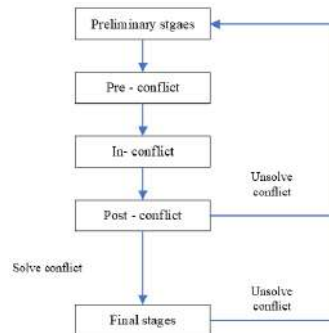 Preliminary stgaes
Pre - conflict
In- conflict
Unsolve
conflict
Post - conflict
Solve conflict
Unsolve
conflict
Final stages